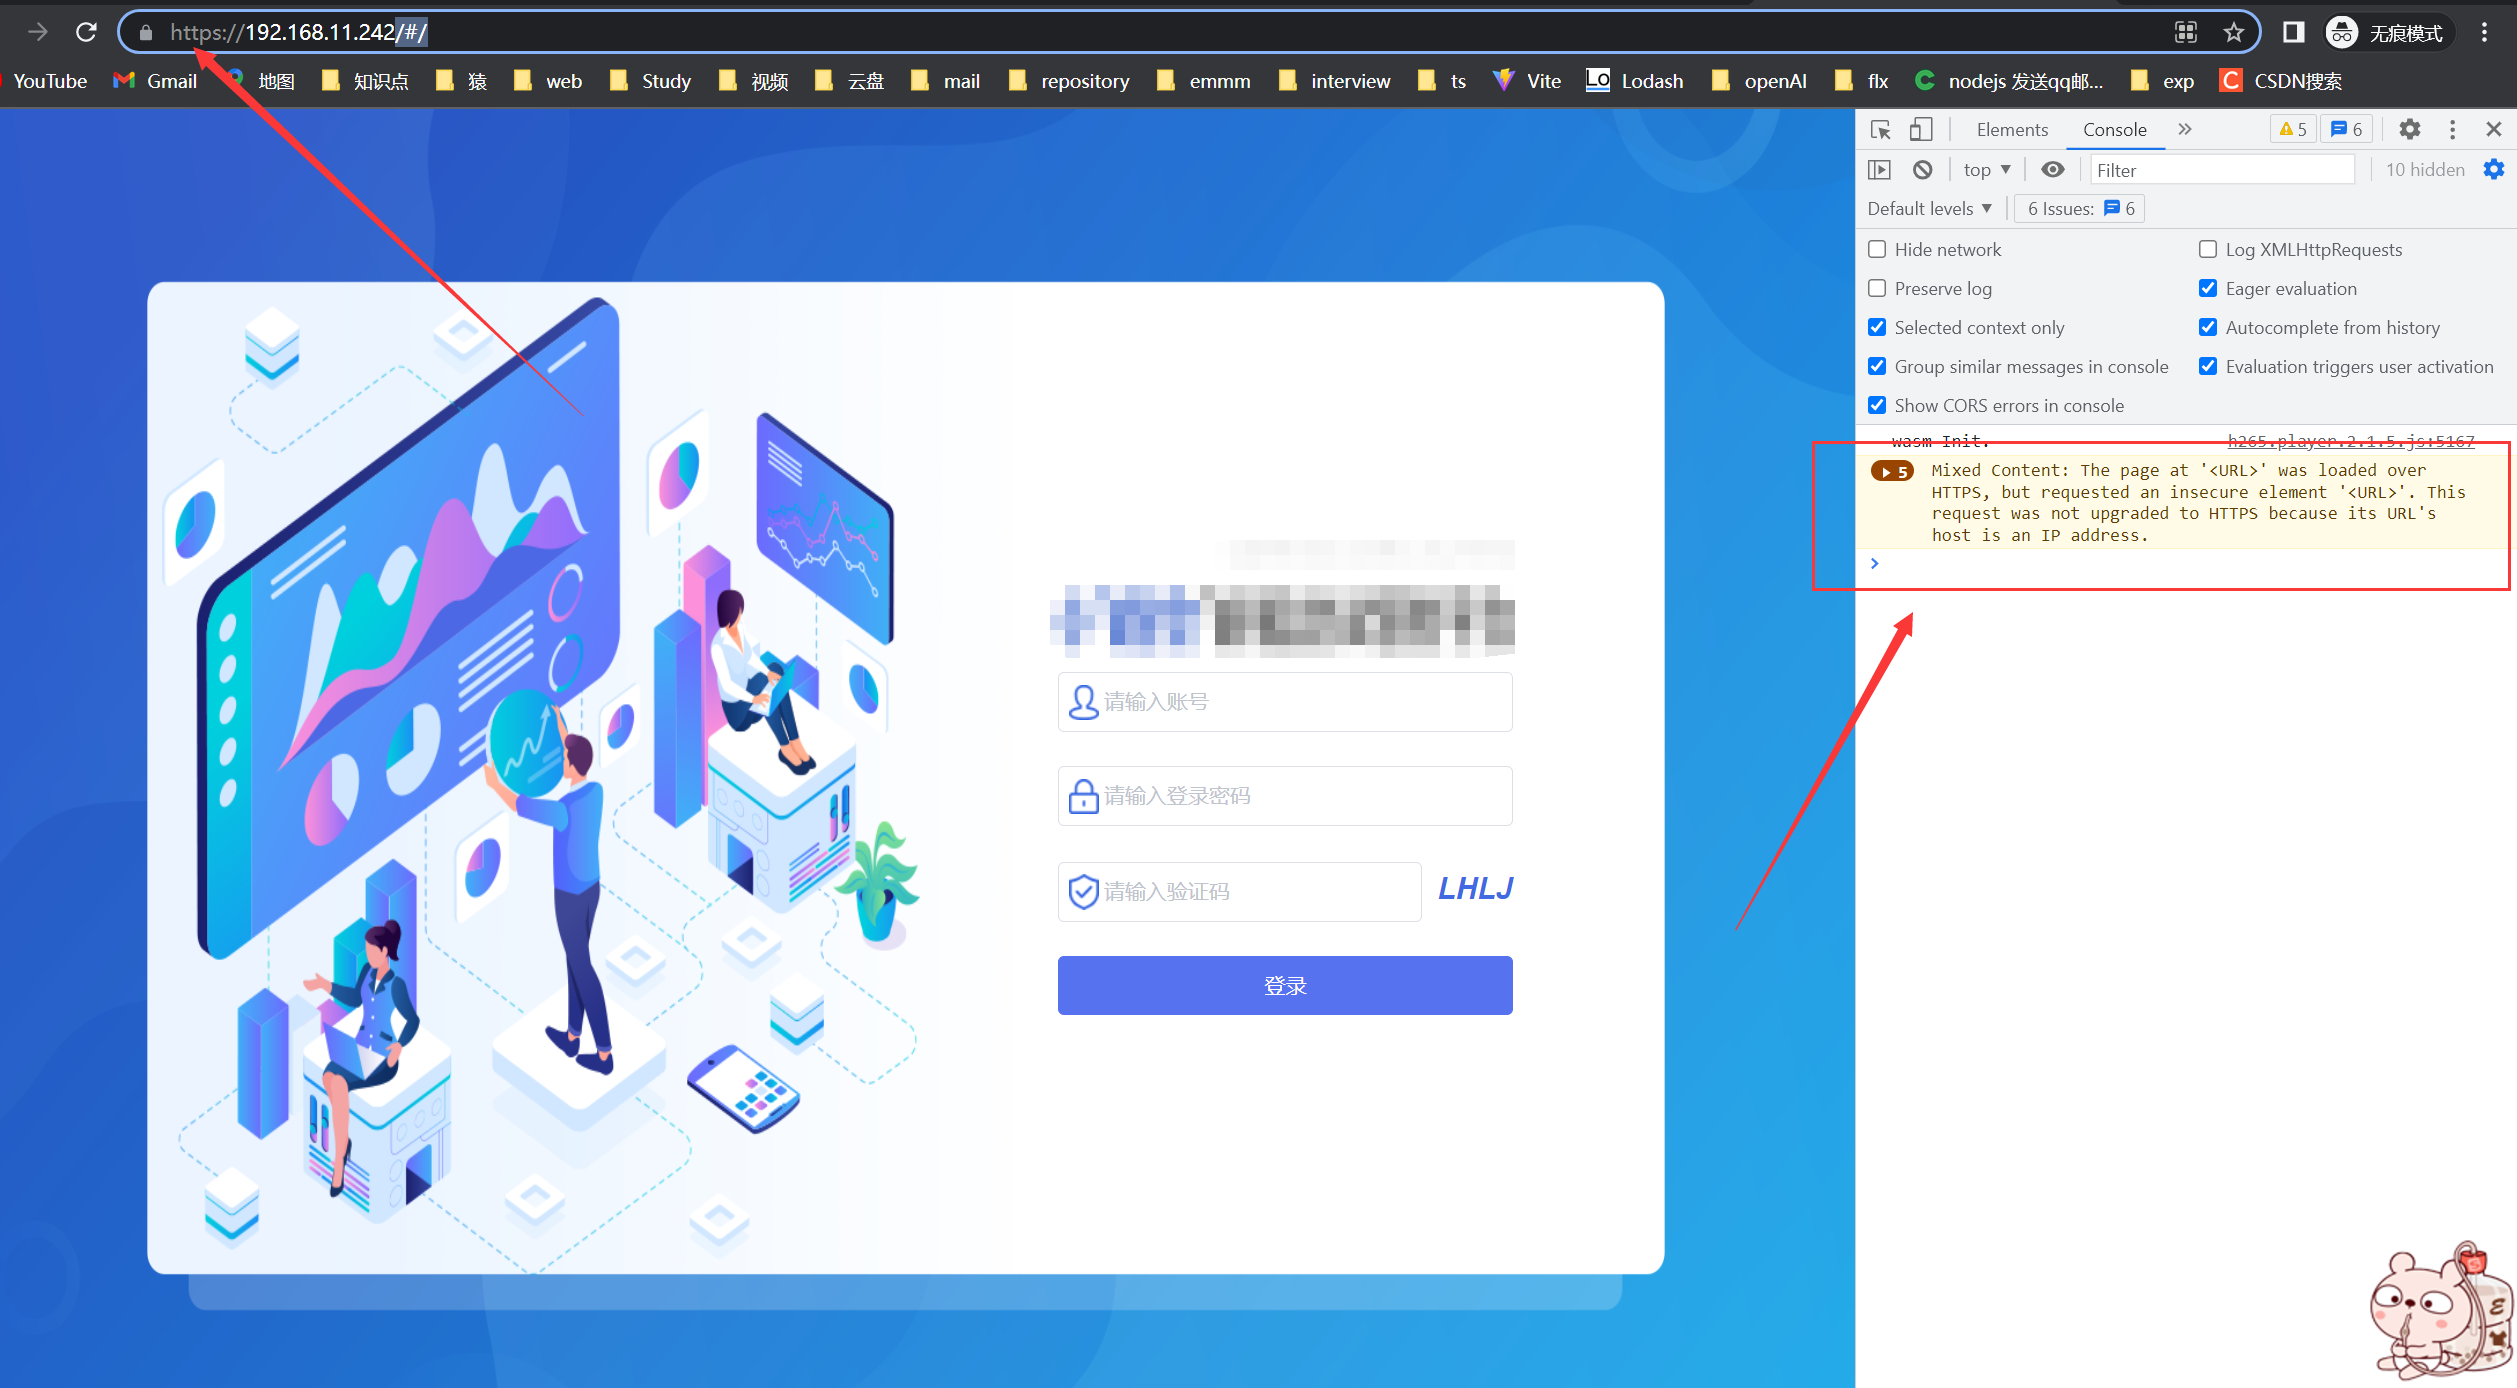 https://192.168.11.242/#/
无痕模式
YouTube Gmail 地图 知识点 猿 web Study 视频 云盘 mail repository emmm interview ts Vite Lodash openAI flx nodejs 发送qq邮... exp CSDN搜索
Elements Console 5 6
top Filter 10 hidden
Default levels 6 Issues: 6
Hide network Log XMLHttpRequests
Preserve log Eager evaluation
Selected context only Autocomplete from history
Group similar messages in console Evaluation triggers user activation
Show CORS errors in console
wasm Init. h265.player.2.1.5.js:5167
5 Mixed Content: The page at '<URL>' was loaded over
HTTPS, but requested an insecure element '<URL>'. This
request was not upgraded to HTTPS because its URL's
host is an IP address.
请输入账号
请输入登录密码
请输入验证码 LHLJ
登录